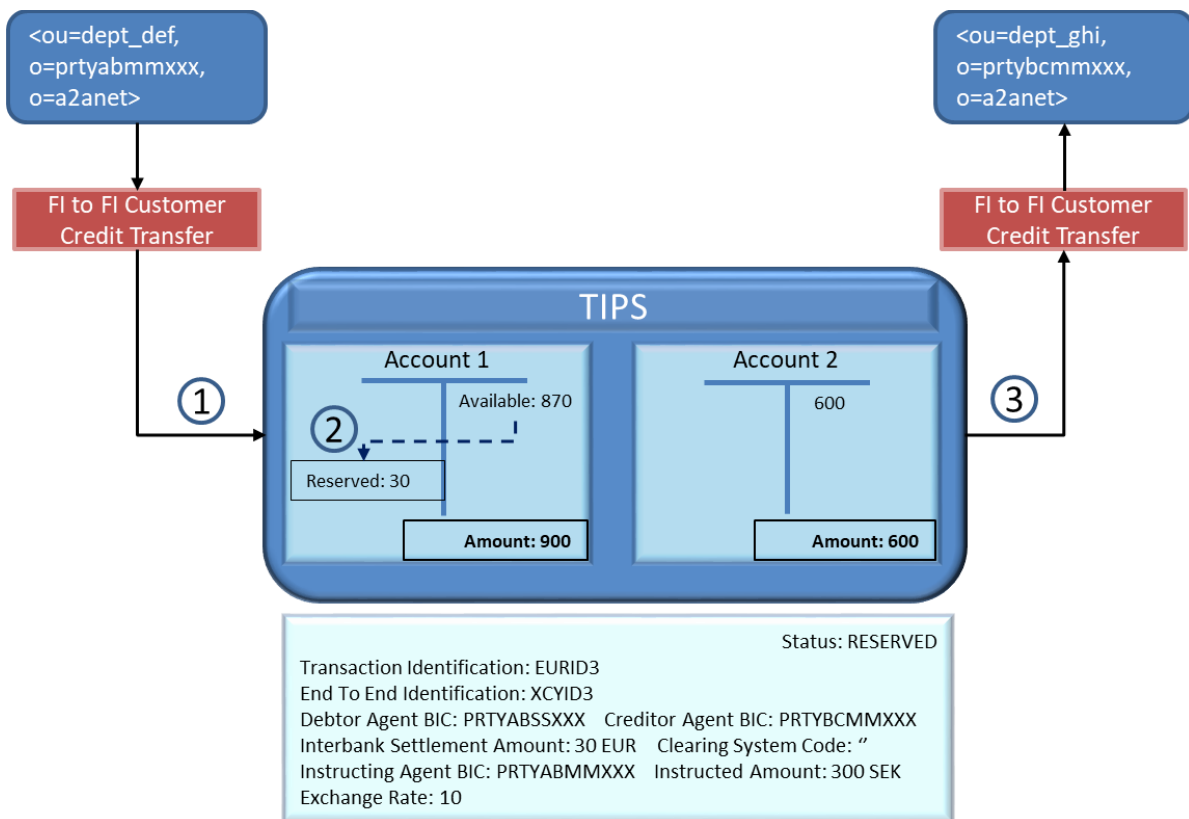 <ou=dept_def,
o=prtyabmmxxx,
o=a2anet>
<ou=dept_ghi,
o=prtybcmmxxx,
o=a2anet>
FI to FI Customer
Credit Transfer
FI to FI Customer
Credit Transfer
TIPS
Account 1
Account 2
1
Available: 870
600
3
2
Reserved: 30
Amount: 900
Amount: 600
Status: RESERVED
Transaction Identification: EURID3
End To End Identification: XCYID3
Debtor Agent BIC: PRTYABSSXXX Creditor Agent BIC: PRTYBCMMXXX
Interbank Settlement Amount: 30 EUR Clearing System Code: ‘’
Instructing Agent BIC: PRTYABMMXXX Instructed Amount: 300 SEK
Exchange Rate: 10